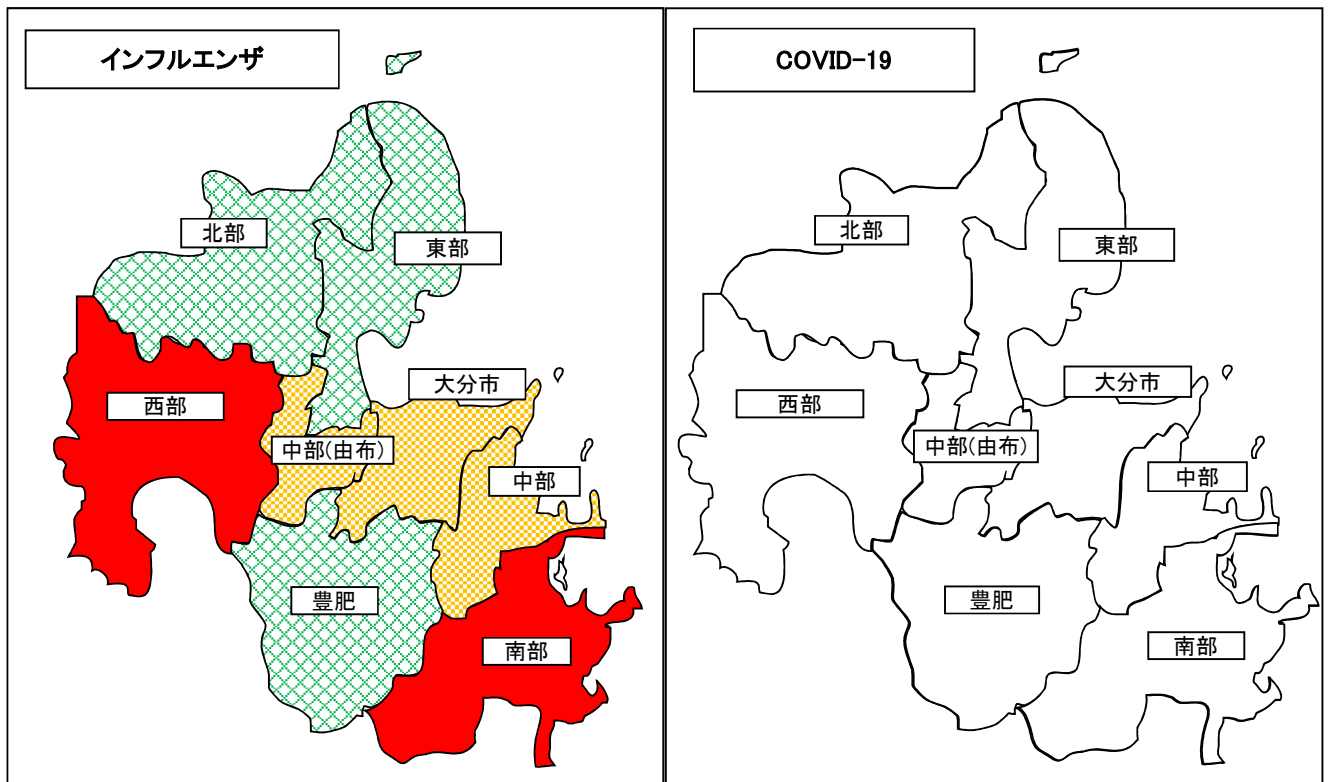 インフルエンザ
北部
東部
大分市
西部
中部(由布)
中部
豊肥
南部
COVID-19
北部
東部
大分市
西部
中部(由布)
中部
豊肥
南部